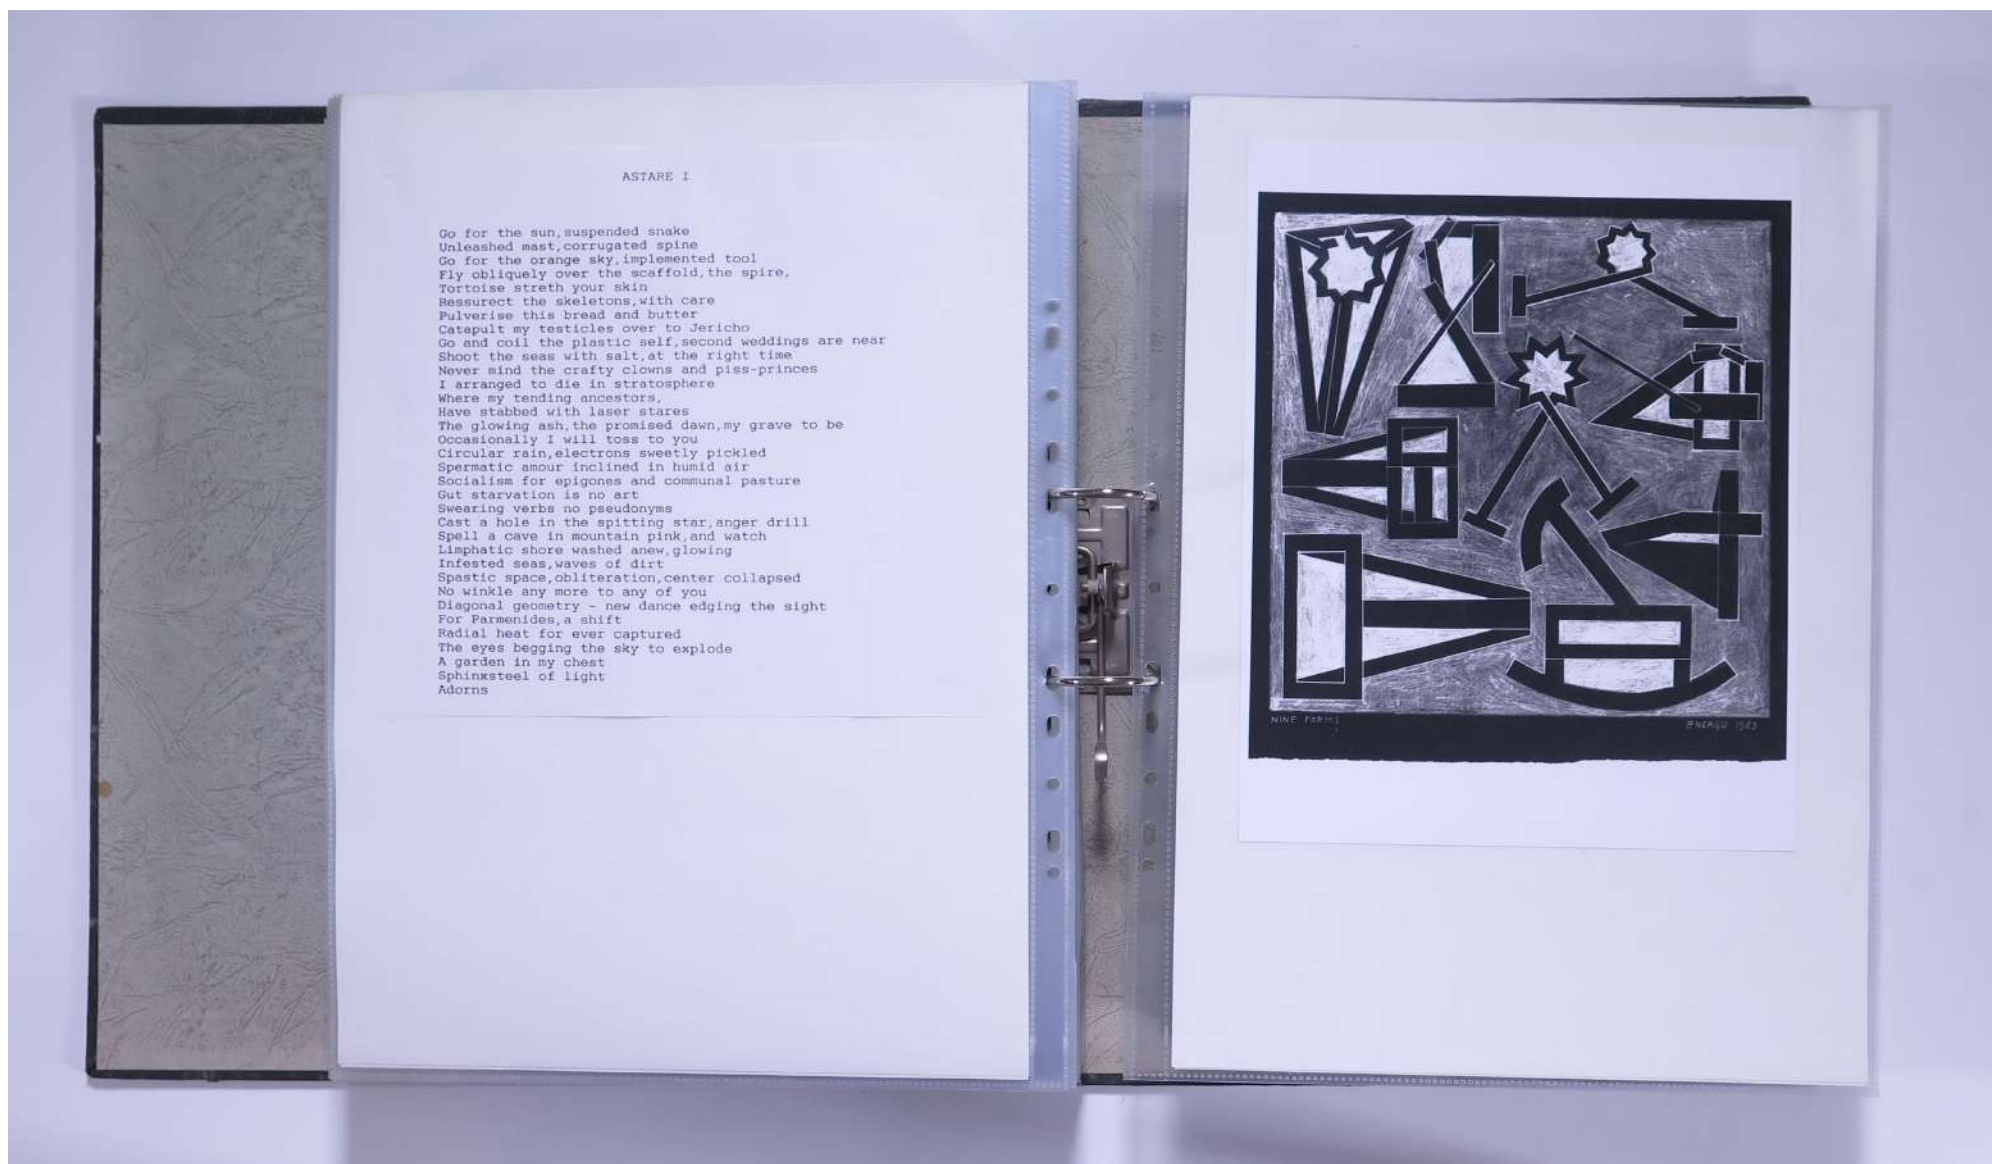 ASTARE I
Go for the sun,suspended snake
Unleashed mast,corrugated spine
Go for the orange sky,implemented tool
Fly obliquely over the scaffold,the spire,
Tortoise streth your skin
Ressurect the skeletons,with care
Pulverise this bread and butter
Catapult my testicles over to Jericho
Go and coil the plastic self,second weddings are near
Shoot the seas with salt,at the right time
Never mind the crafty clowns and piss-princes
I arranged to die in stratosphere
Where my tending ancestors,
Have stabbed with laser stares
The glowing ash,the promised dawn,my grave to be
Occasionally I will toss to you
Circular rain,electrons sweetly pickled
Spermatic amour inclined in humid air
Socialism for epigones and communal pasture
Gut starvation is no art
Swearing verbs no pseudonyms
Cast a hole in the spitting star,anger drill
Spell a cave in mountain pink,and watch
Limphatic shore washed anew,glowing
Infested seas,waves of dirt
Spastic space,obliteration,center collapsed
No winkle any more to any of you
Diagonal geometry - new dance edging the sight
For Parmenides,a shift
Radial heat for ever captured
The eyes begging the sky to explode
A garden in my chest
Sphinxsteel of light
Adorns
NINE FORMS